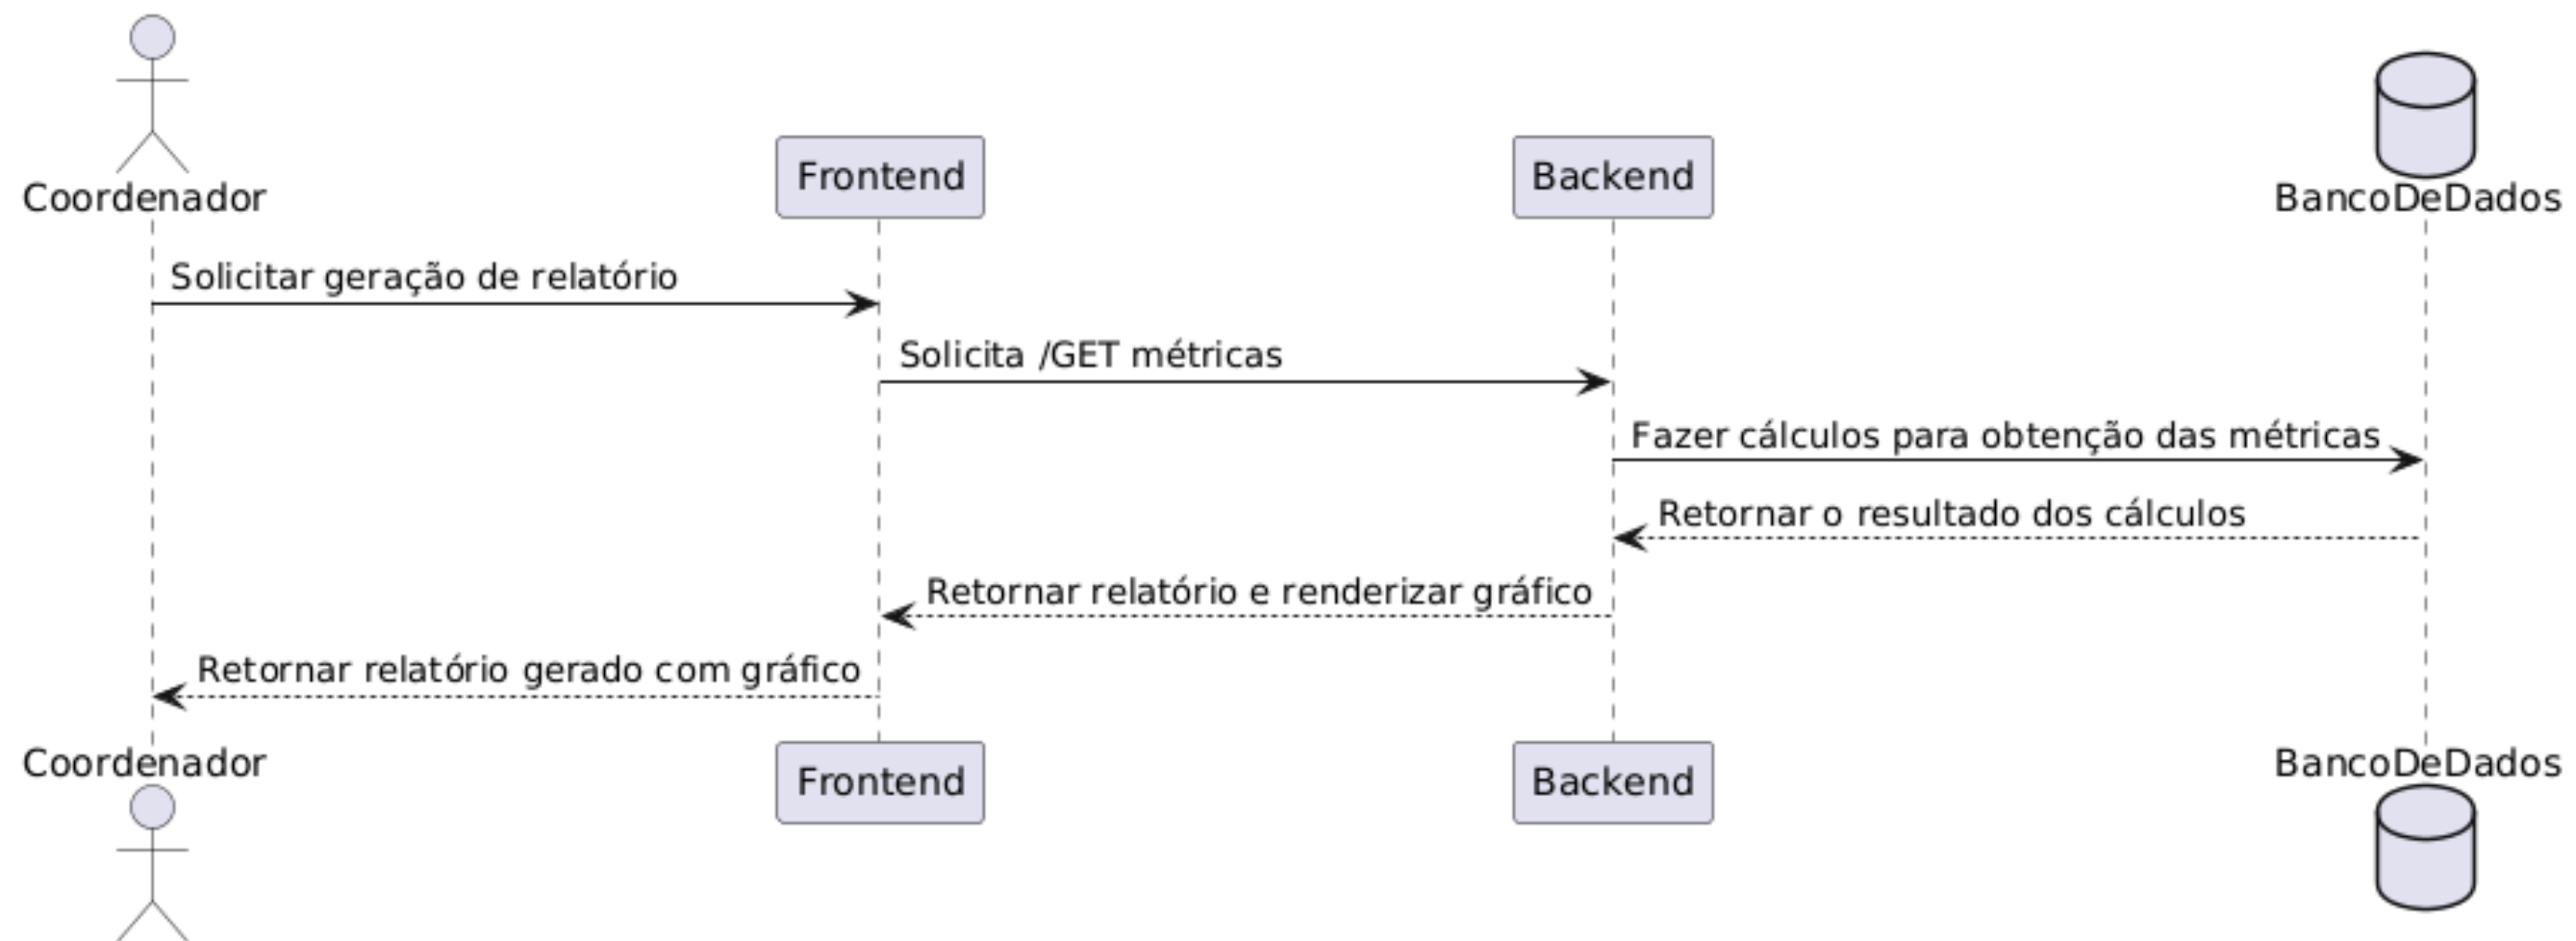 Coordenador
Frontend
Backend
BancoDeDados
Solicitar geração de relatório
Solicita /GET métricas
Fazer cálculos para obtenção das métricas
Retornar o resultado dos cálculos
Retornar relatório e renderizar gráfico
Retornar relatório gerado com gráfico
Coordenador
Frontend
Backend
BancoDeDados